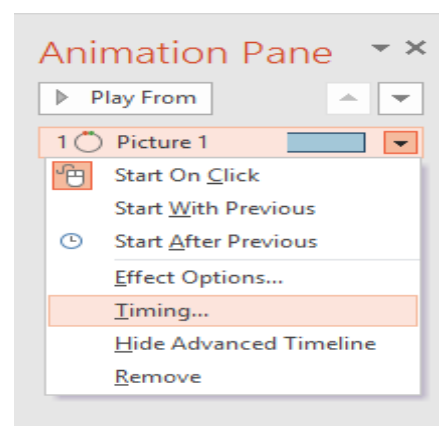 Animation Pane
Play From
1 Picture 1
Start On Click
Start With Previous
Start After Previous
Effect Options...
Timing...
Hide Advanced Timeline
Remove